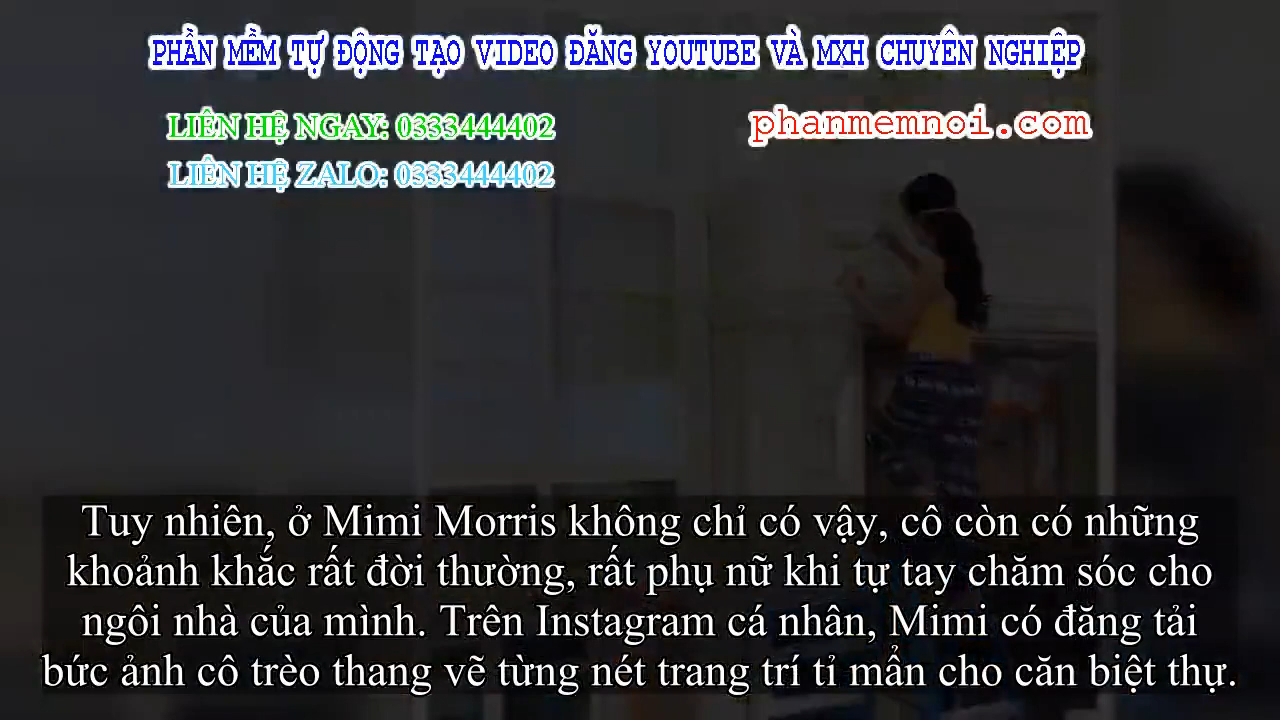 PHẦN MỀM TỰ ĐỘNG TẠO VIDEO ĐĂNG YOUTUBE VÀ MXH CHUYÊN NGHIỆP
LIÊN HỆ NGAY: 0333444402
phanmemnoi.com
LIÊN HỆ ZALO: 0333444402
Tuy nhiên, ở Mimi Morris không chỉ có vậy, cô còn có những
khoảnh khắc rất đời thường, rất phụ nữ khi tự tay chăm sóc cho
ngôi nhà của mình. Trên Instagram cá nhân, Mimi có đăng tải
bức ảnh cô trèo thang vẽ từng nét trang trí tỉ mẩn cho căn biệt thự.